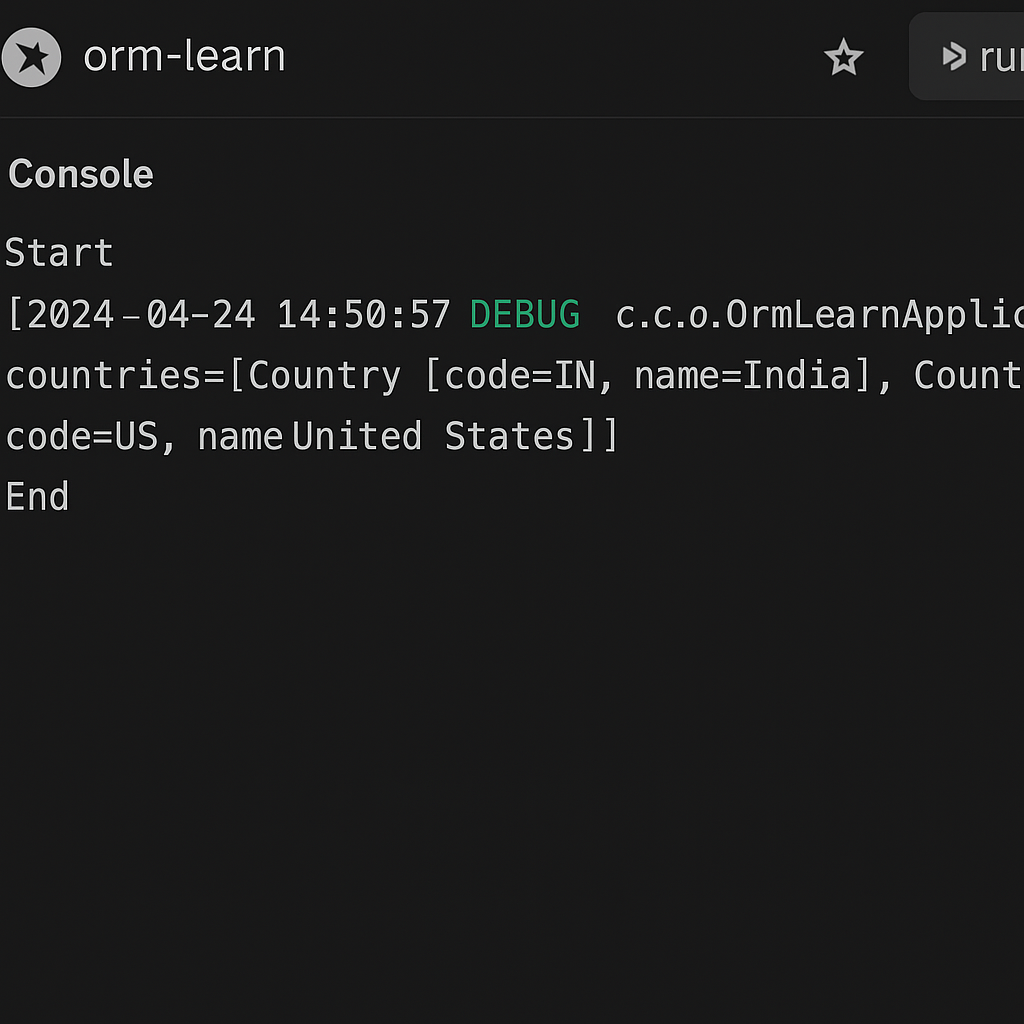 orm-learn
run
Console
Start
[2024-04-24 14:50:57 DEBUG c.c.o.OrmLearnApplic
countries=[Country [code=IN, name=India], Count
code=US, name United States]]
End